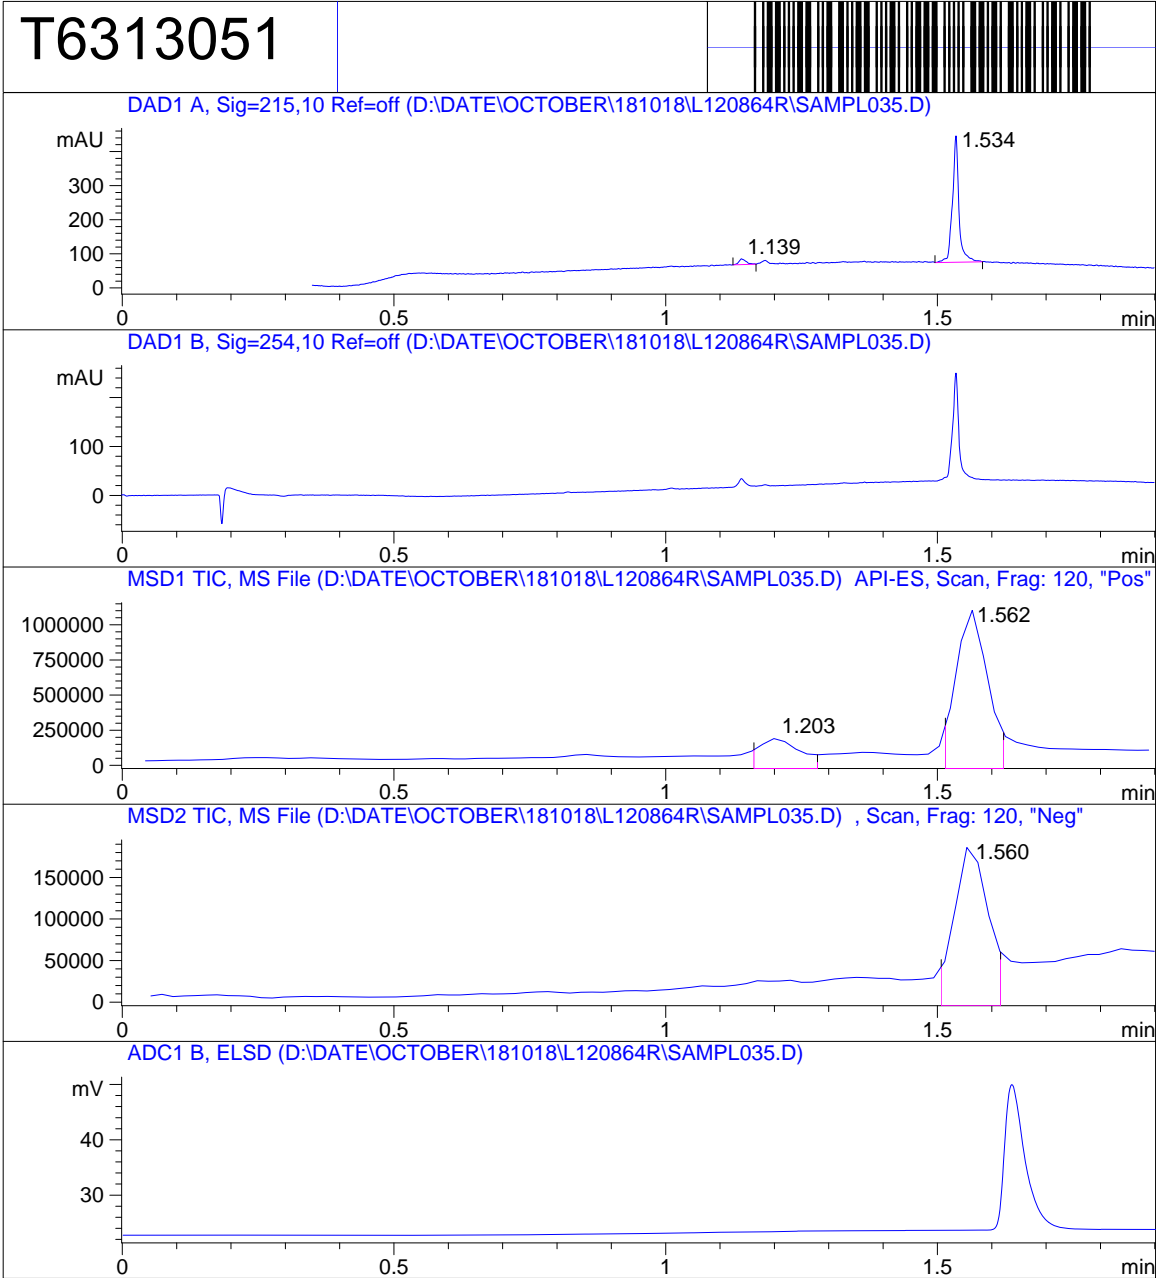 T6313051
DAD1 A, Sig=215,10 Ref=off (D:\DATE\OCTOBER\181018\L120864R\SAMPL035.D)
mAU
300
200
100
0
1.139
1.534
0 0.5 1 1.5 min
DAD1 B, Sig=254,10 Ref=off (D:\DATE\OCTOBER\181018\L120864R\SAMPL035.D)
mAU
100
0
0 0.5 1 1.5 min
MSD1 TIC, MS File (D:\DATE\OCTOBER\181018\L120864R\SAMPL035.D) API-ES, Scan, Frag: 120, "Pos"
1000000
750000
500000
250000
0
1.203
1.562
0 0.5 1 1.5 min
MSD2 TIC, MS File (D:\DATE\OCTOBER\181018\L120864R\SAMPL035.D) , Scan, Frag: 120, "Neg"
150000
100000
50000
0
1.560
0 0.5 1 1.5 min
ADC1 B, ELSD (D:\DATE\OCTOBER\181018\L120864R\SAMPL035.D)
mV
40
30
0 0.5 1 1.5 min